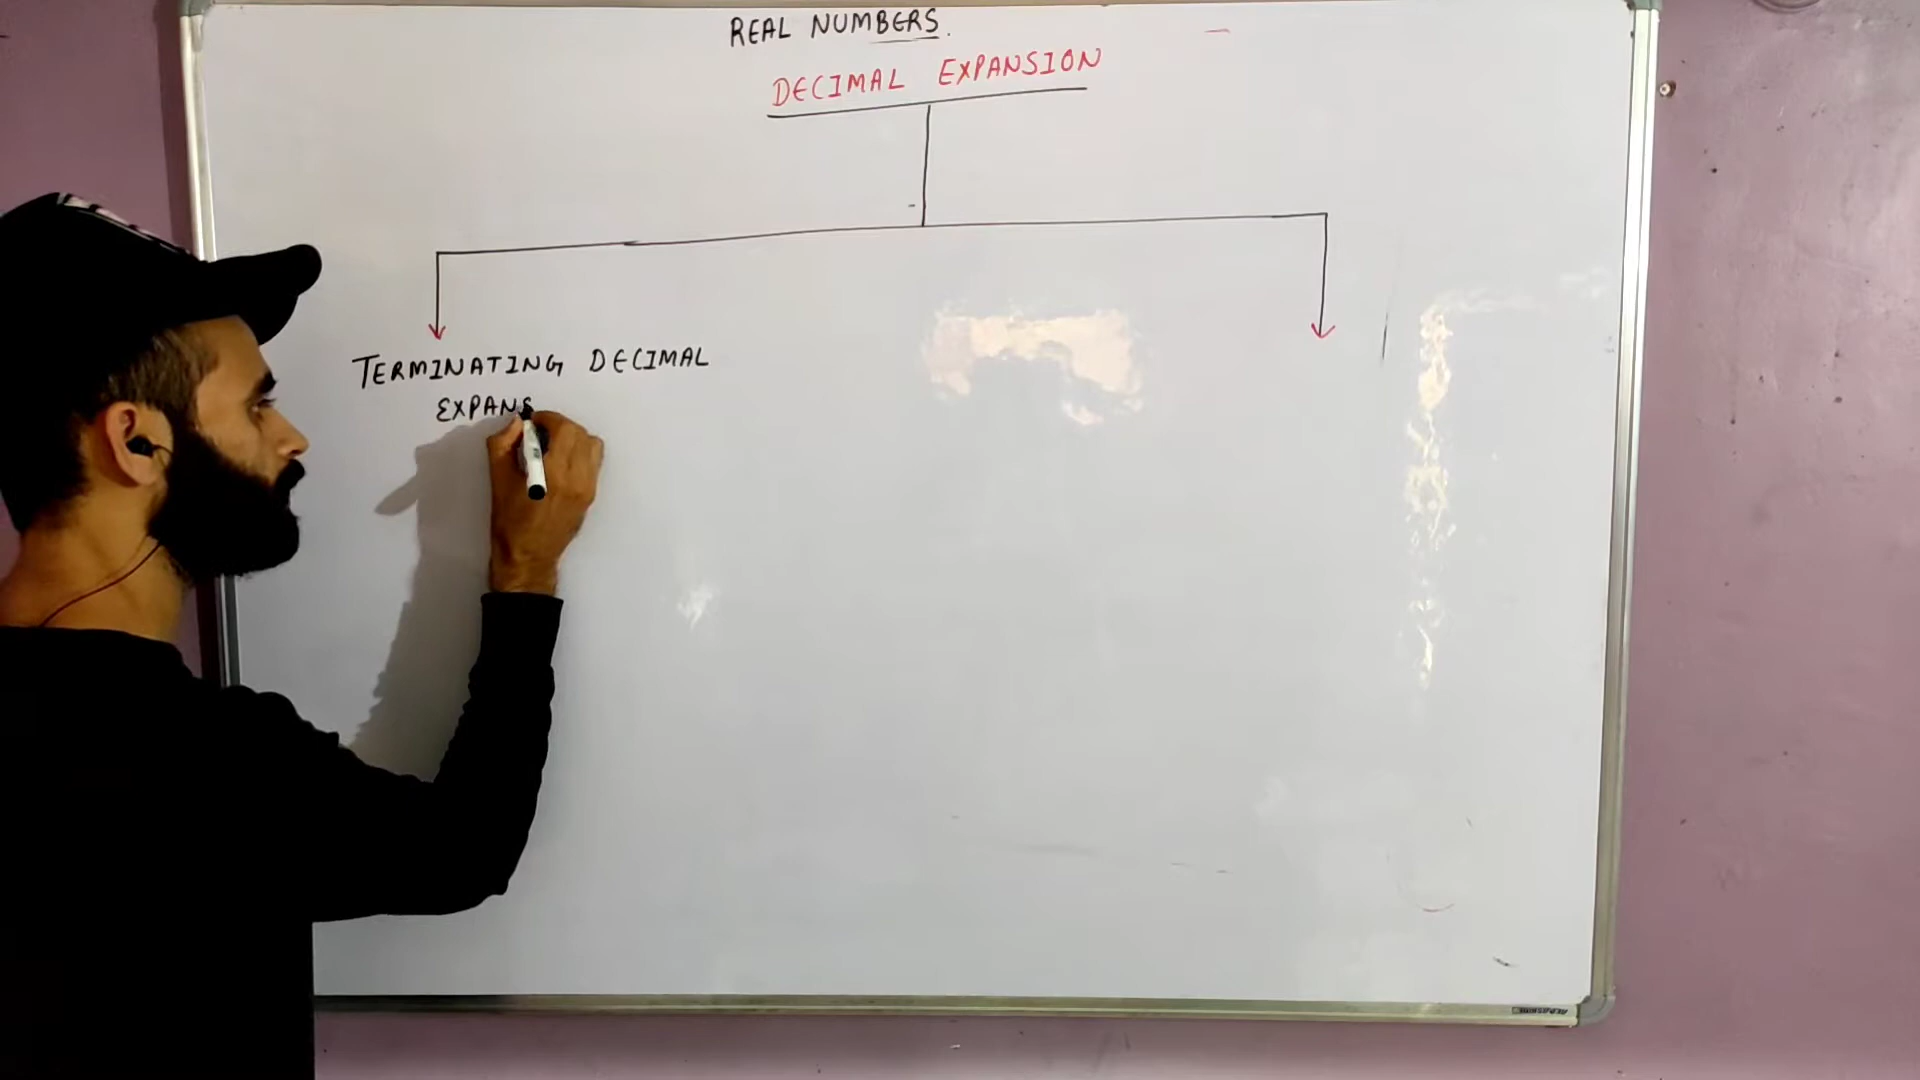 REAL NUMBERS.
DECIMAL EXPANSION
TERMINATING DECIMAL
EXPANS